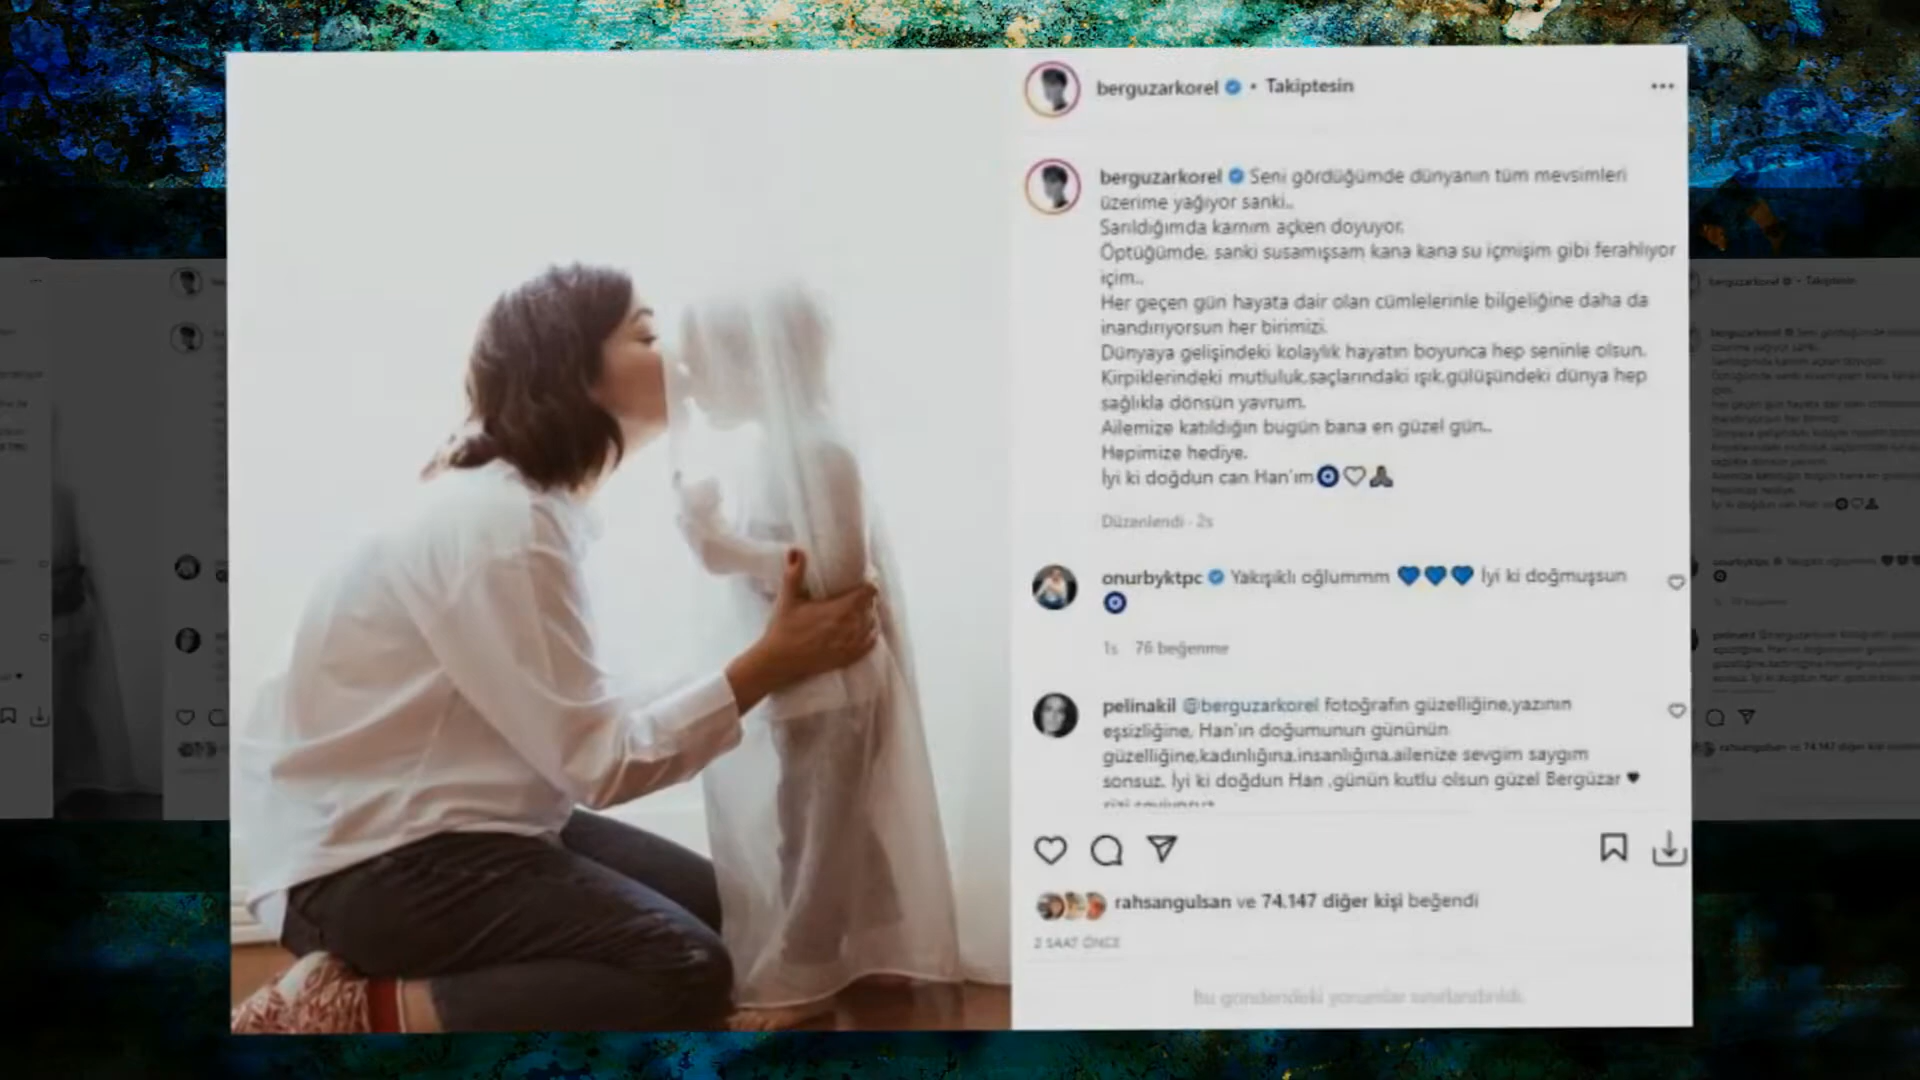 berguzarkorel • Takiptesin
berguzarkorel Seni gördüğümde dünyanın tüm mevsimleri
üzerime yağıyor sanki..
Sarıldığımda karnım açken doyuyor.
Öptüğümde, sanki susamışsam kana kana su içmişim gibi ferahlıyor
içim..
Her geçen gün hayata dair olan cümlelerinle bilgeliğine daha da
inandırıyorsun her birimizi.
Dünyaya gelişindeki kolaylık hayatın boyunca hep seninle olsun.
Kirpiklerindeki mutluluk,saçlarındaki ışık,gülüşündeki dünya hep
sağlıkla dönsün yavrum.
Ailemize katıldığın bugün bana en güzel gün..
Hepimize hediye.
İyi ki doğdun can Han'ım🧿🤍🙏🏿
Düzenlendi · 2s
onurbyktpc Yakışıklı oğlummm 💙💙💙 İyi ki doğmuşsun
🧿
1s 76 beğenme
pelinakil @berguzarkorel fotoğrafın güzelliğine,yazının
eşsizliğine, Han'ın doğumunun gününün
güzelliğine,kadınlığına,insanlığına,ailenize sevgim saygım
sonsuz. İyi ki doğdun Han ,günün kutlu olsun güzel Bergüzar ♥
rahsangulsan ve 74.147 diğer kişi beğendi
2 SAAT ÖNCE
Bu gönderideki yorumlar sınırlandırıldı.